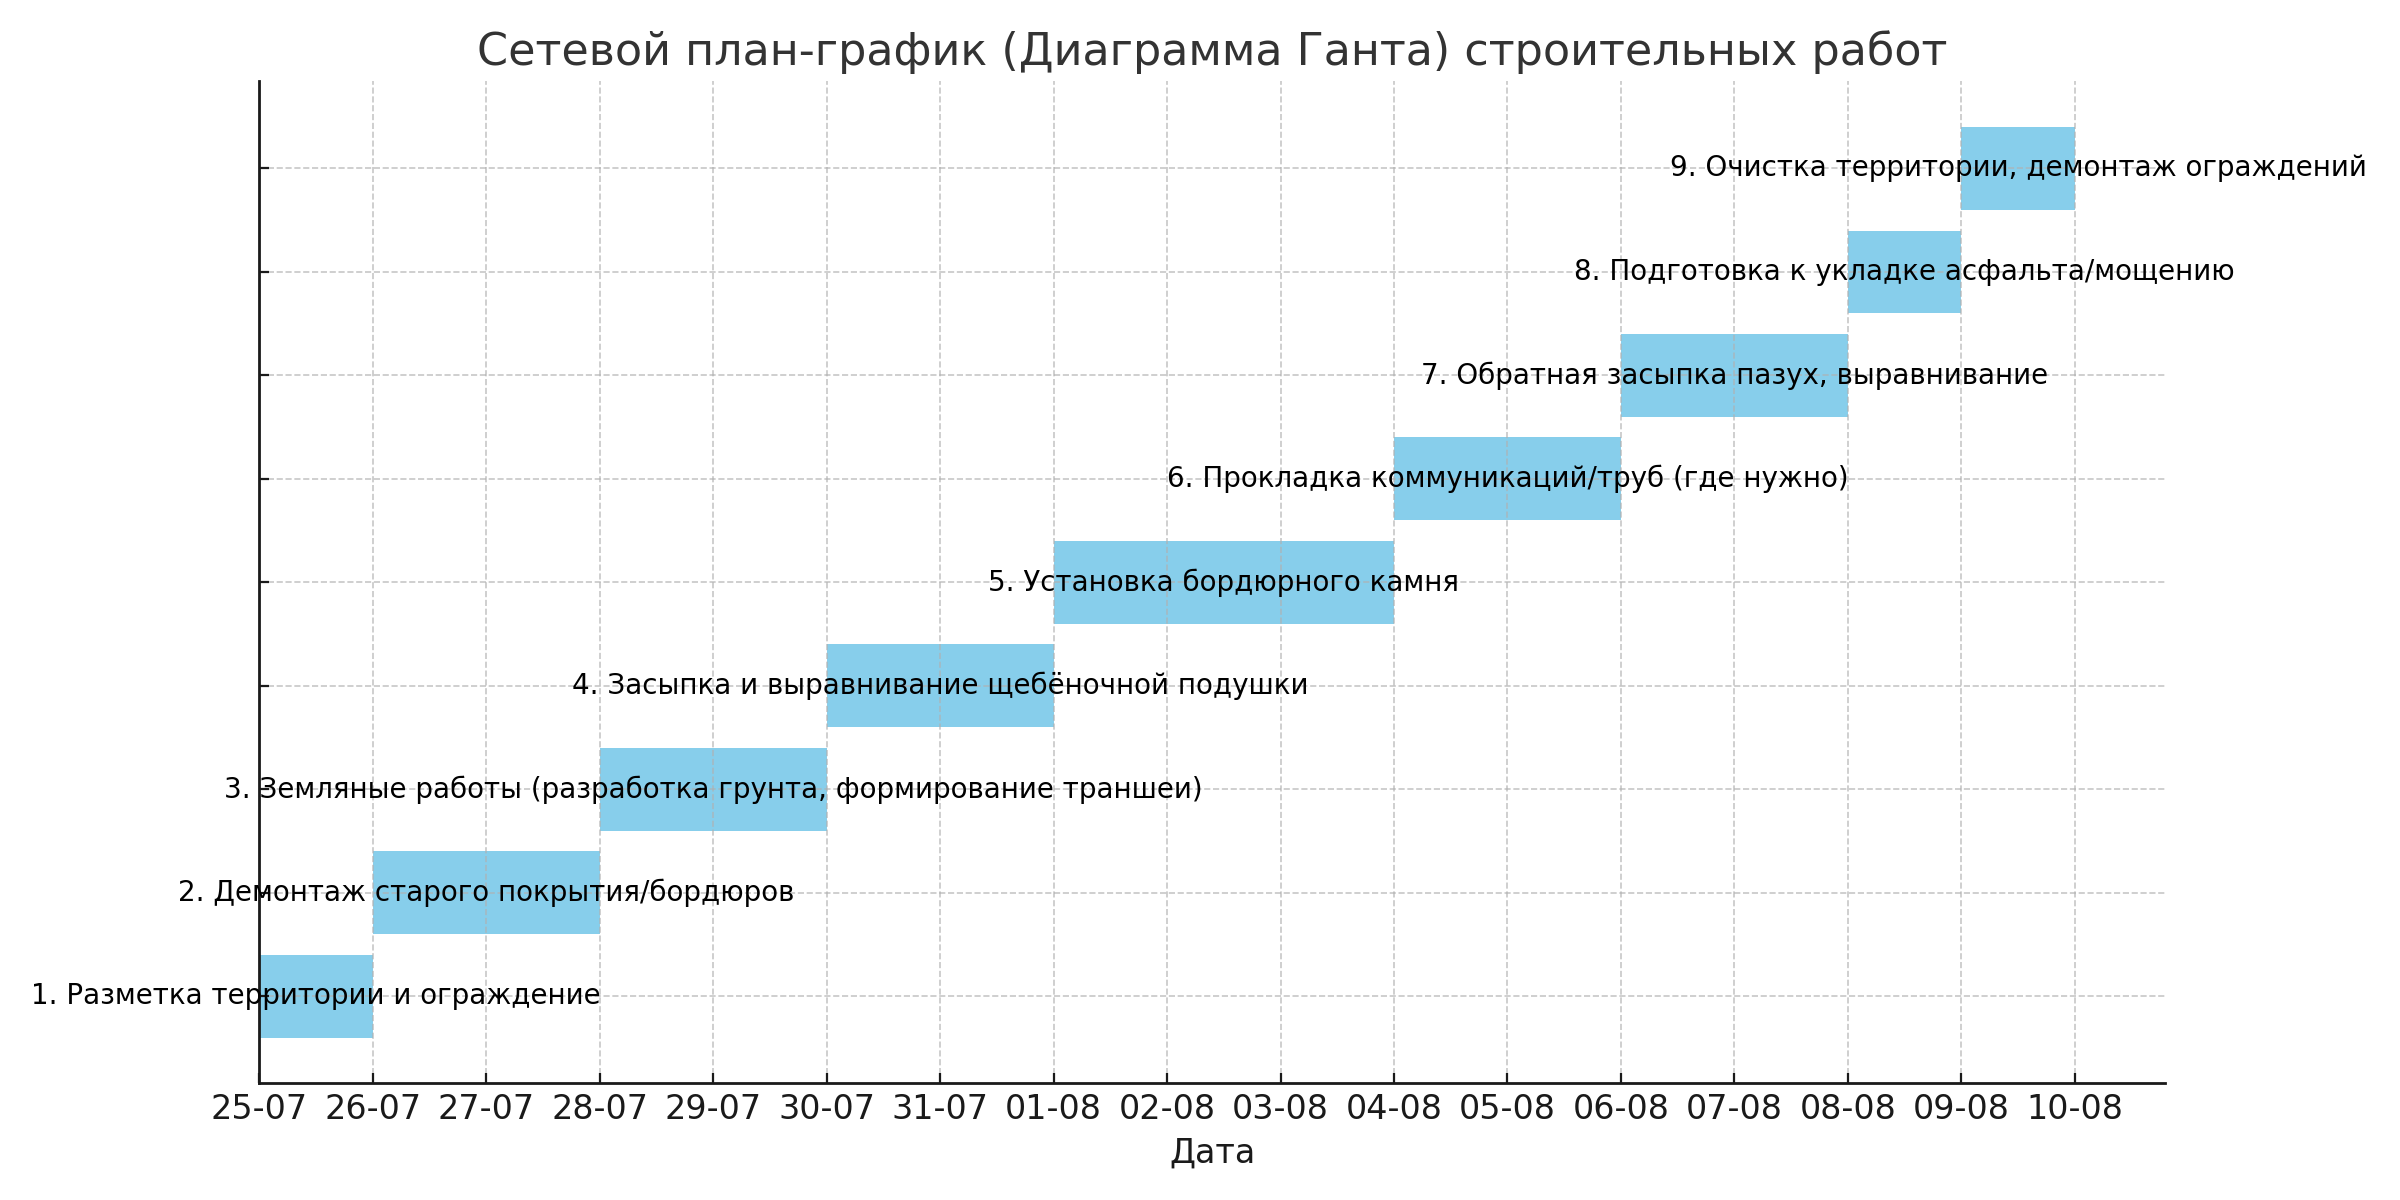 Сетевой план-график (Диаграмма Ганта) строительных работ
9. Очистка территории, демонтаж ограждений
8. Подготовка к укладке асфальта/мощению
7. Обратная засыпка пазух, выравнивание
6. Прокладка коммуникаций/труб (где нужно)
5. Установка бордюрного камня
4. Засыпка и выравнивание щебёночной подушки
3. Земляные работы (разработка грунта, формирование траншеи)
2. Демонтаж старого покрытия/бордюров
1. Разметка территории и ограждение
25-07 26-07 27-07 28-07 29-07 30-07 31-07 01-08 02-08 03-08 04-08 05-08 06-08 07-08 08-08 09-08 10-08
Дата